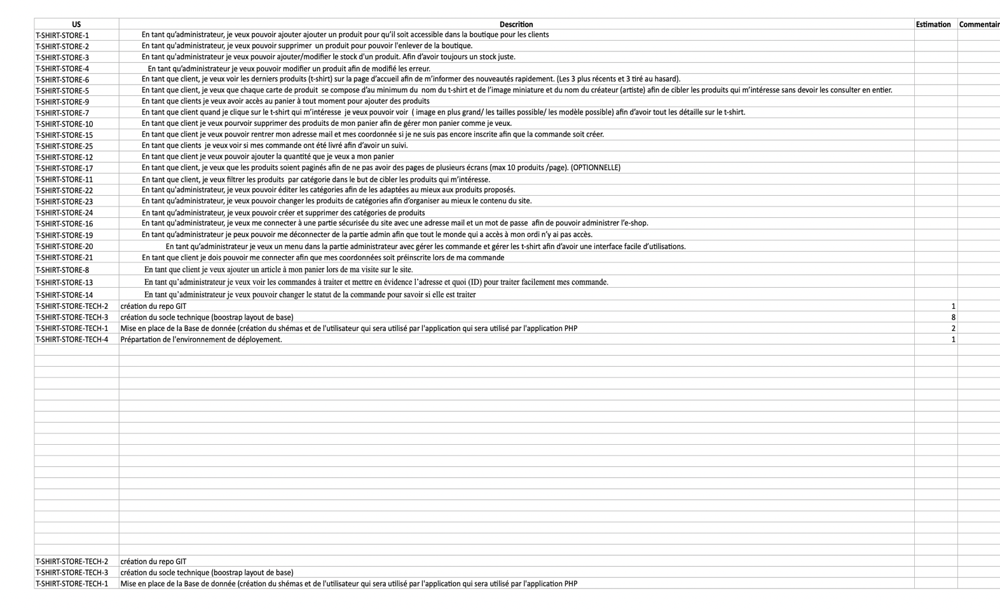 US Descrition Estimation Commentair
T-SHIRT-STORE-1 En tant qu’administrateur, je veux pouvoir ajouter ajouter un produit pour qu’il soit accessible dans la boutique pour les clients
T-SHIRT-STORE-2 En tant qu'administrateur, je veux pouvoir supprimer un produit pour pouvoir l'enlever de la boutique.
T-SHIRT-STORE-3 En tant qu'administrateur je veux pouvoir ajouter/modifier le stock d'un produit. Afin d’avoir toujours un stock juste.
T-SHIRT-STORE-4 En tant qu’administrateur je veux pouvoir modifier un produit afin de modifié les erreur.
T-SHIRT-STORE-6 En tant que client, je veux voir les derniers produits (t-shirt) sur la page d’accueil afin de m’informer des nouveautés rapidement. (Les 3 plus récents et 3 tiré au hasard).
T-SHIRT-STORE-5 En tant que client, je veux que chaque carte de produit se compose d’au minimum du nom du t-shirt et de l’image miniature et du nom du créateur (artiste) afin de cibler les produits qui m’intéresse sans devoir les consulter en entier.
T-SHIRT-STORE-9 En tant que clients je veux avoir accès au panier à tout moment pour ajouter des produits
T-SHIRT-STORE-7 En tant que client quand je clique sur le t-shirt qui m’intéresse je veux pouvoir voir ( image en plus grand/ les tailles possible/ les modèle possible) afin d’avoir tout les détaille sur le t-shirt.
T-SHIRT-STORE-10 En tant que client je veux pourvoir supprimer des produits de mon panier afin de gérer mon panier comme je veux.
T-SHIRT-STORE-15 En tant que client je veux pouvoir rentrer mon adresse mail et mes coordonnée si je ne suis pas encore inscrite afin que la commande soit créer.
T-SHIRT-STORE-25 En tant que clients je veux voir si mes commande ont été livré afin d’avoir un suivi.
T-SHIRT-STORE-12 En tant que client je veux pouvoir ajouter la quantité que je veux a mon panier
T-SHIRT-STORE-17 En tant que client, je veux que les produits soient paginés afin de ne pas avoir des pages de plusieurs écrans (max 10 produits /page). (OPTIONNELLE)
T-SHIRT-STORE-11 En tant que client, je veux filtrer les produits par catégorie dans le but de cibler les produits qui m’intéresse.
T-SHIRT-STORE-22 En tant qu'administrateur, je veux pouvoir éditer les catégories afin de les adaptées au mieux aux produits proposés.
T-SHIRT-STORE-23 En tant qu’administrateur, je veux pouvoir changer les produits de catégories afin d’organiser au mieux le contenu du site.
T-SHIRT-STORE-24 En tant qu’administrateur, je veux pouvoir créer et supprimer des catégories de produits
T-SHIRT-STORE-16 En tant qu'administrateur, je veux me connecter à une partie sécurisée du site avec une adresse mail et un mot de passe afin de pouvoir administrer l’e-shop.
T-SHIRT-STORE-19 En tant qu’administrateur je peux pouvoir me déconnecter de la partie admin afin que tout le monde qui a accès à mon ordi n’y ai pas accès.
T-SHIRT-STORE-20 En tant qu’administrateur je veux un menu dans la partie administrateur avec gérer les commande et gérer les t-shirt afin d’avoir une interface facile d’utilisations.
T-SHIRT-STORE-21 En tant que client je dois pouvoir me connecter afin que mes coordonnées soit préinscrite lors de ma commande
T-SHIRT-STORE-8 En tant que client je veux ajouter un article à mon panier lors de ma visite sur le site.
T-SHIRT-STORE-13 En tant qu’administrateur je veux voir les commandes à traiter et mettre en évidence l’adresse et quoi (ID) pour traiter facilement mes commande.
T-SHIRT-STORE-14 En tant qu’administrateur je veux pouvoir changer le statut de la commande pour savoir si elle est traiter
T-SHIRT-STORE-TECH-2 création du repo GIT 1
T-SHIRT-STORE-TECH-3 création du socle technique (boostrap layout de base) 8
T-SHIRT-STORE-TECH-1 Mise en place de la Base de donnée (création du shémas et de l'utilisateur qui sera utilisé par l'application qui sera utilisé par l'application PHP 2
T-SHIRT-STORE-TECH-4 Prépartation de l'environnement de déployement. 1
T-SHIRT-STORE-TECH-2 création du repo GIT
T-SHIRT-STORE-TECH-3 création du socle technique (boostrap layout de base)
T-SHIRT-STORE-TECH-1 Mise en place de la Base de donnée (création du shémas et de l'utilisateur qui sera utilisé par l'application qui sera utilisé par l'application PHP